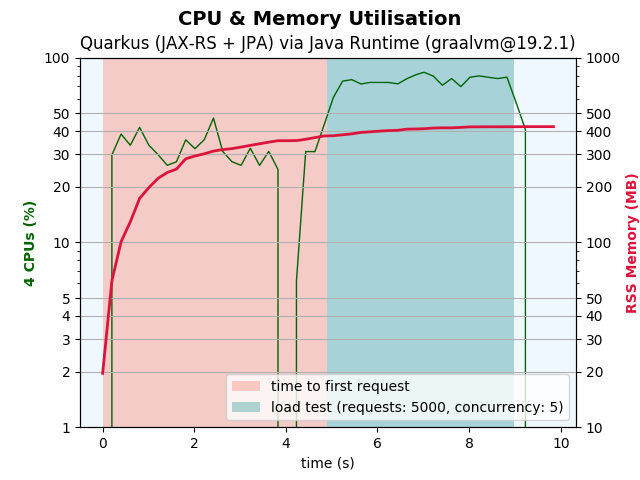 CPU & Memory Utilisation
Quarkus (JAX-RS + JPA) via Java Runtime (graalvm@19.2.1)
100
50
40
30
20
10
5
4
3
2
1
4 CPUs (%)
1000
500
400
300
200
100
50
40
30
20
10
RSS Memory (MB)
time to first request
load test (requests: 5000, concurrency: 5)
0 2 4 6 8 10
time (s)